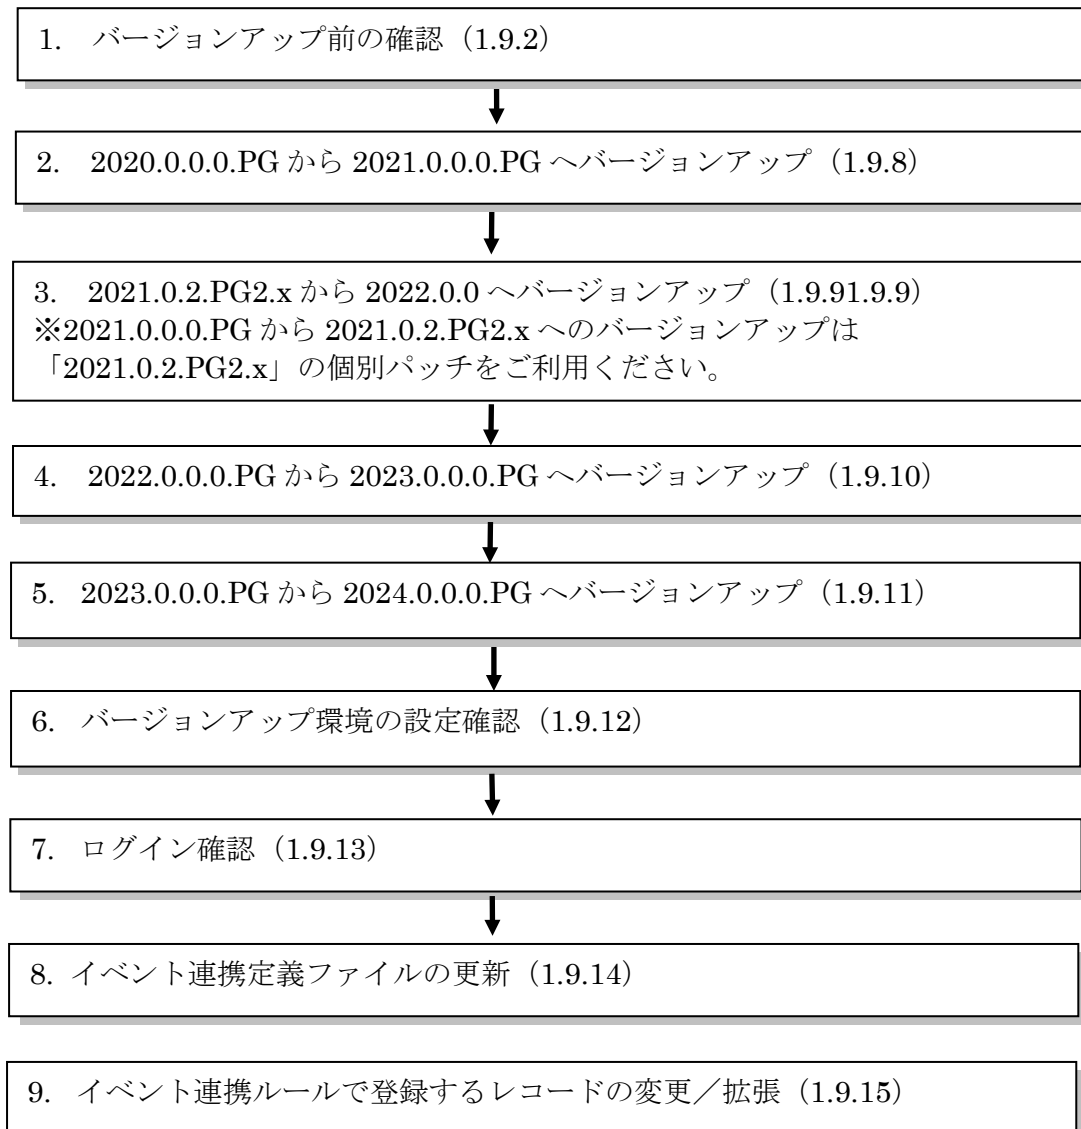 1. バージョンアップ前の確認（1.9.2）
2. 2020.0.0.0.PG から 2021.0.0.0.PG へバージョンアップ（1.9.8）
3. 2021.0.2.PG2.x から 2022.0.0 へバージョンアップ（1.9.91.9.9）
※2021.0.0.0.PG から 2021.0.2.PG2.x へのバージョンアップは
「2021.0.2.PG2.x」の個別パッチをご利用ください。
4. 2022.0.0.0.PG から 2023.0.0.0.PG へバージョンアップ（1.9.10）
5. 2023.0.0.0.PG から 2024.0.0.0.PG へバージョンアップ（1.9.11）
6. バージョンアップ環境の設定確認（1.9.12）
7. ログイン確認（1.9.13）
8. イベント連携定義ファイルの更新（1.9.14）
9. イベント連携ルールで登録するレコードの変更／拡張（1.9.15）